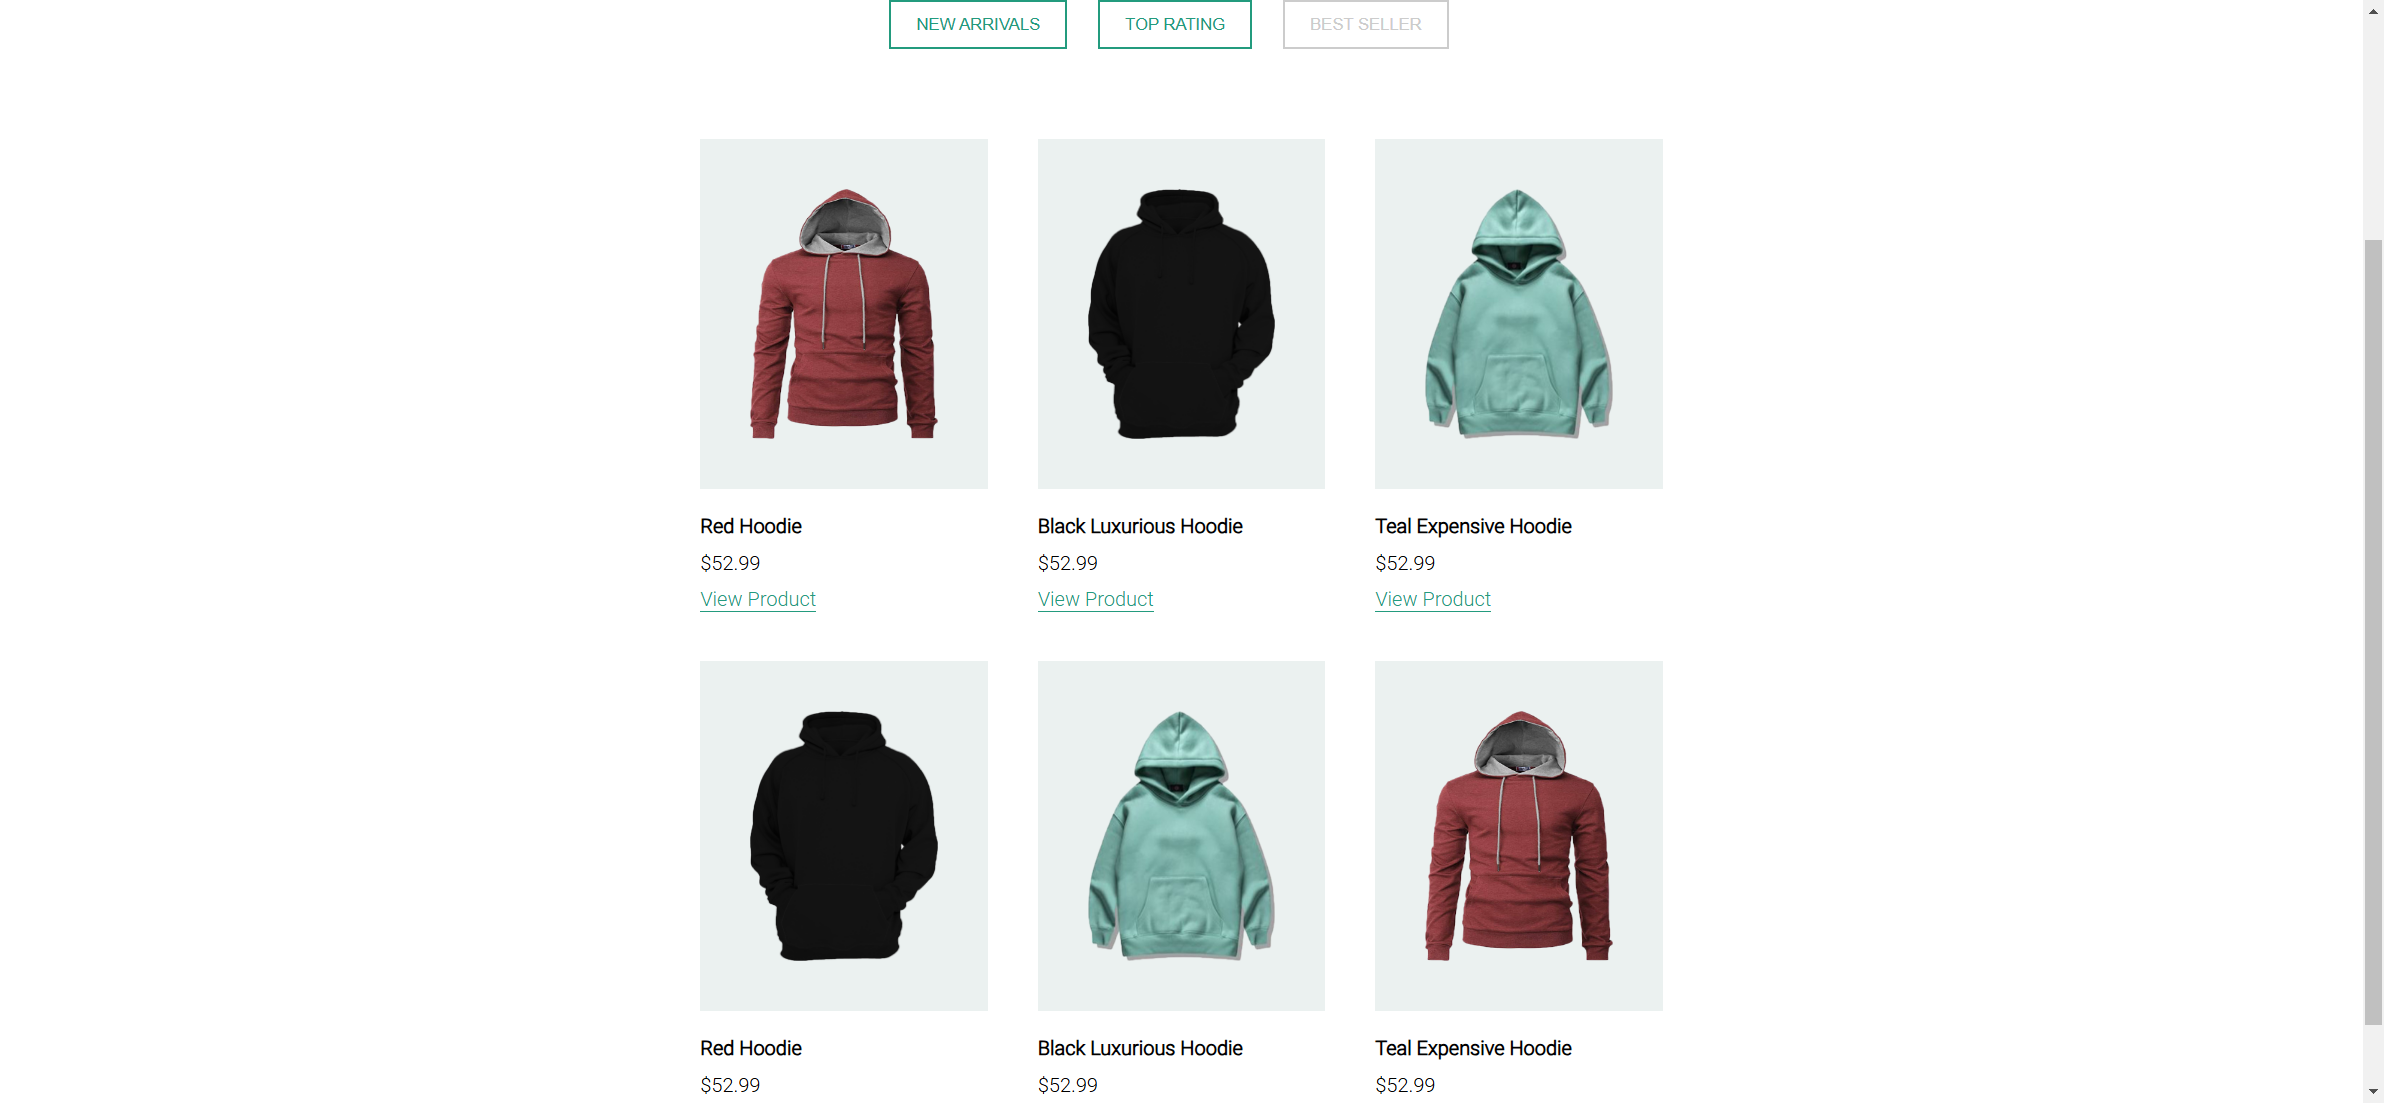 NEW ARRIVALS TOP RATING BEST SELLER
Red Hoodie Black Luxurious Hoodie Teal Expensive Hoodie
$52.99 $52.99 $52.99
View Product View Product View Product
Red Hoodie Black Luxurious Hoodie Teal Expensive Hoodie
$52.99 $52.99 $52.99